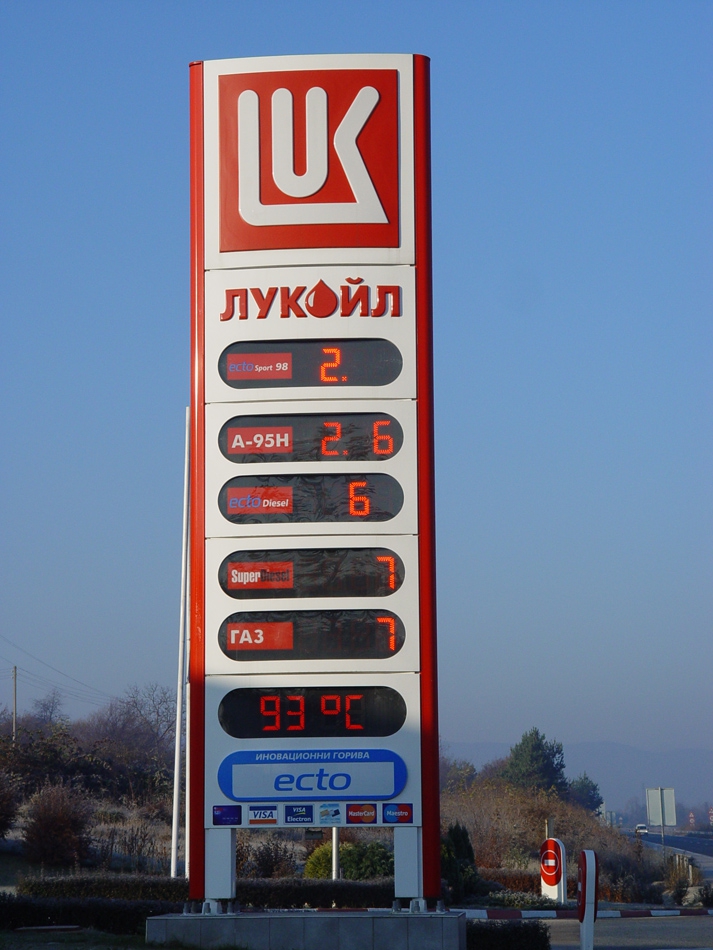 LUK
ЛУКОЙЛ
ecto Sport 98 2.
А-95Н 2. 6
ecto Diesel 6
Super Diesel 7
ГАЗ 7
93 °C
ИНОВАЦИОННИ ГОРИВА
ecto
VISA VISA Electron MasterCard Maestro